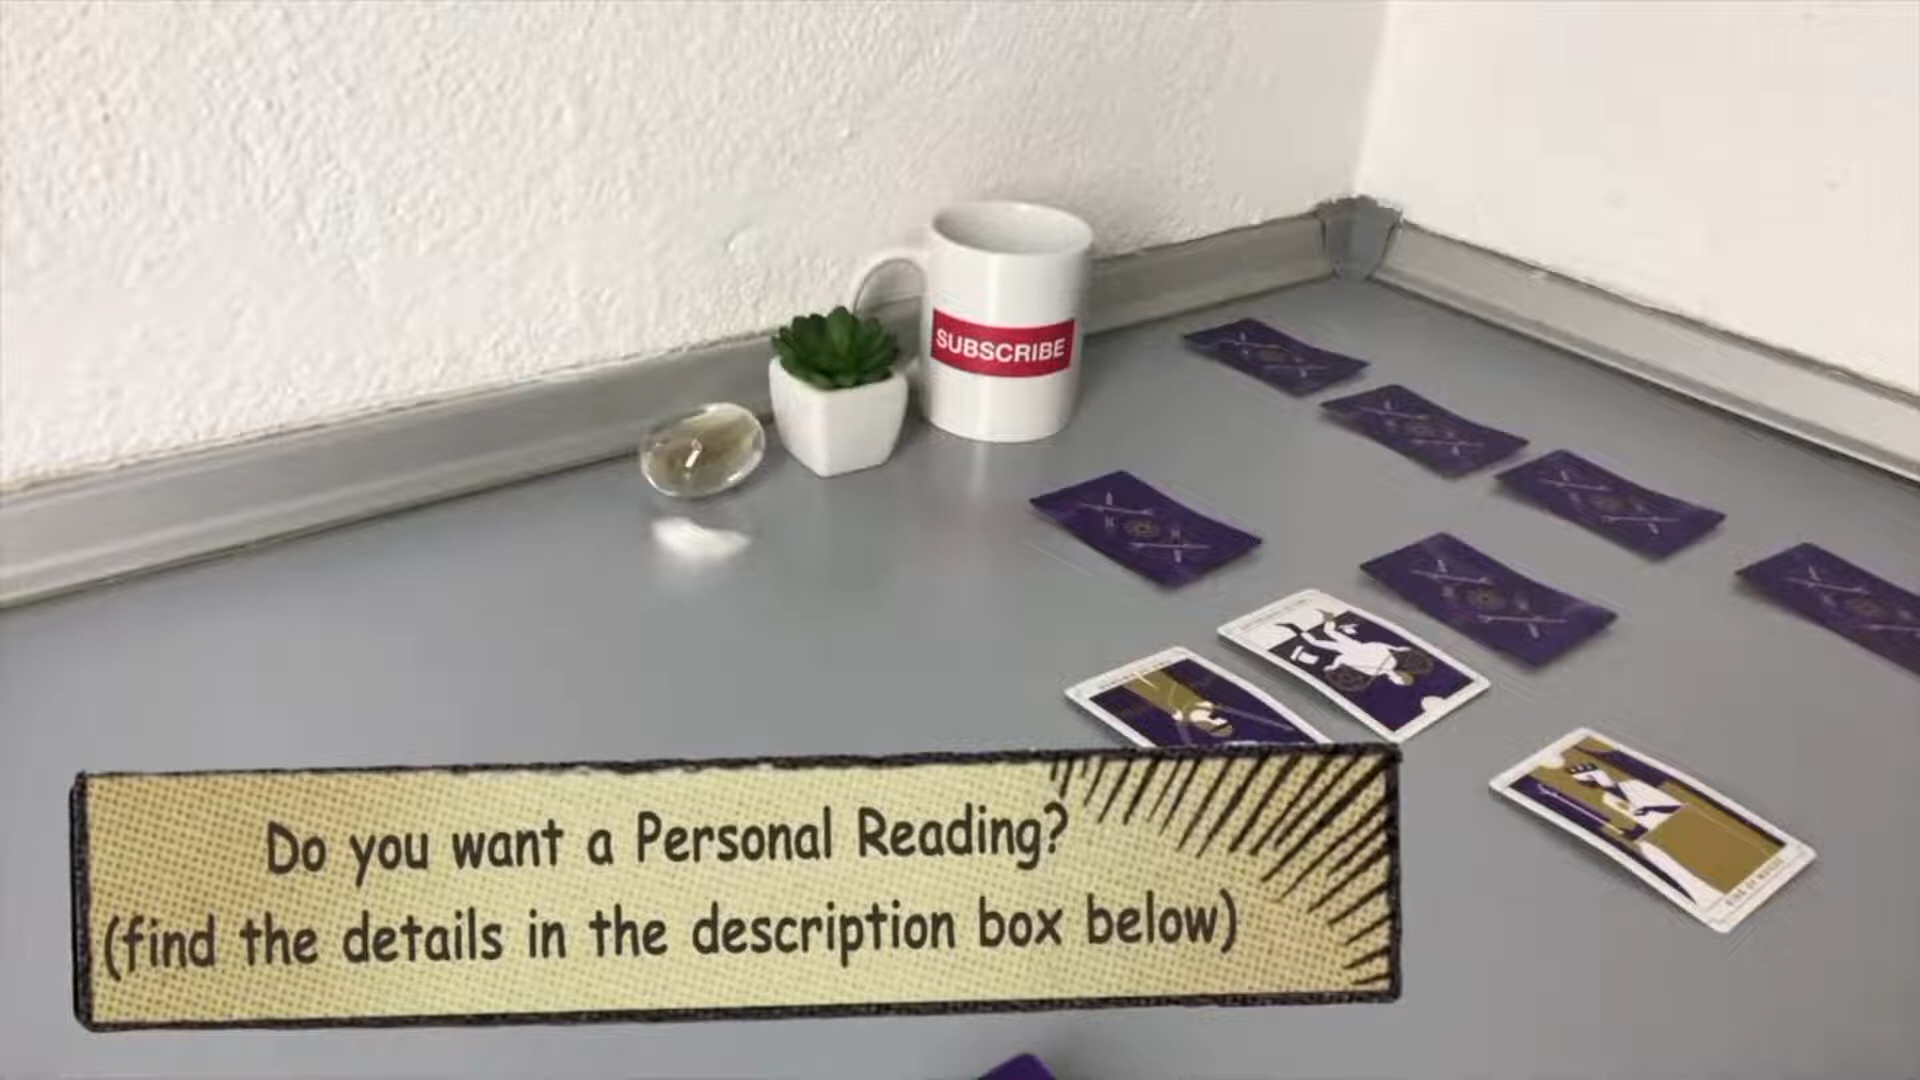 SUBSCRIBE
Do you want a Personal Reading?
(find the details in the description box below)